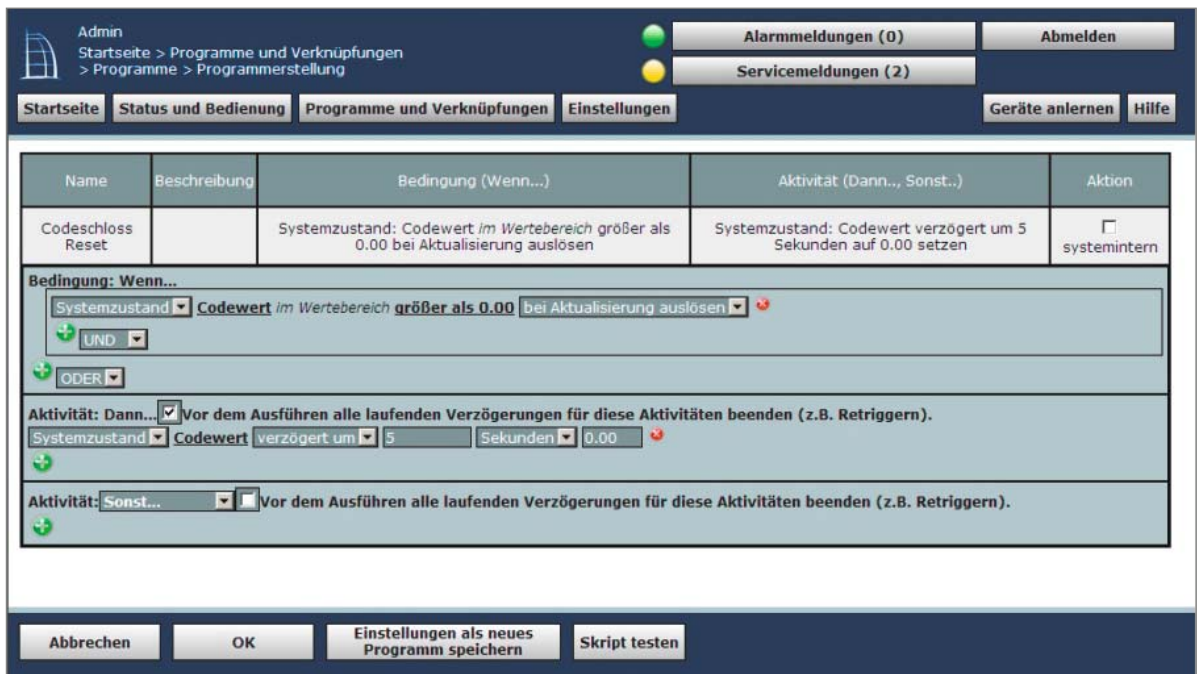 Admin
Startseite > Programme und Verknüpfungen
> Programme > Programmerstellung
Alarmmeldungen (0)
Abmelden
Servicemeldungen (2)
Startseite
Status und Bedienung
Programme und Verknüpfungen
Einstellungen
Geräte anlernen
Hilfe
Name
Beschreibung
Bedingung (Wenn...)
Aktivität (Dann.., Sonst..)
Aktion
Codeschloss
Reset
Systemzustand: Codewert im Wertebereich größer als
0.00 bei Aktualisierung auslösen
Systemzustand: Codewert verzögert um 5
Sekunden auf 0.00 setzen
systemintern
Bedingung: Wenn...
Systemzustand Codewert im Wertebereich größer als 0.00 bei Aktualisierung auslösen
UND
ODER
Aktivität: Dann... Vor dem Ausführen alle laufenden Verzögerungen für diese Aktivitäten beenden (z.B. Retriggern).
Systemzustand Codewert verzögert um 5 Sekunden 0.00
Aktivität: Sonst... Vor dem Ausführen alle laufenden Verzögerungen für diese Aktivitäten beenden (z.B. Retriggern).
Abbrechen
OK
Einstellungen als neues
Programm speichern
Skript testen